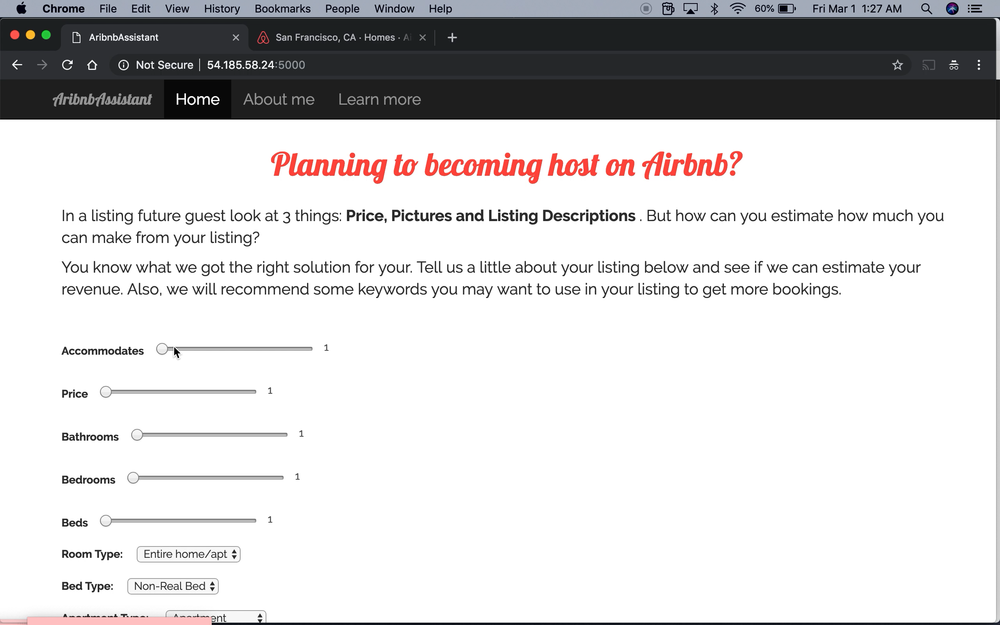 Chrome File Edit View History Bookmarks People Window Help 60% Fri Mar 1 1:27 AM
AribnbAssistant San Francisco, CA · Homes · Ai
Not Secure 54.185.58.24:5000
AribnbAssistant Home About me Learn more
Planning to becoming host on Airbnb?
In a listing future guest look at 3 things: Price, Pictures and Listing Descriptions . But how can you estimate how much you
can make from your listing?
You know what we got the right solution for your. Tell us a little about your listing below and see if we can estimate your
revenue. Also, we will recommend some keywords you may want to use in your listing to get more bookings.
Accommodates 1
Price 1
Bathrooms 1
Bedrooms 1
Beds 1
Room Type: Entire home/apt
Bed Type: Non-Real Bed
Apartment Type: Apartment